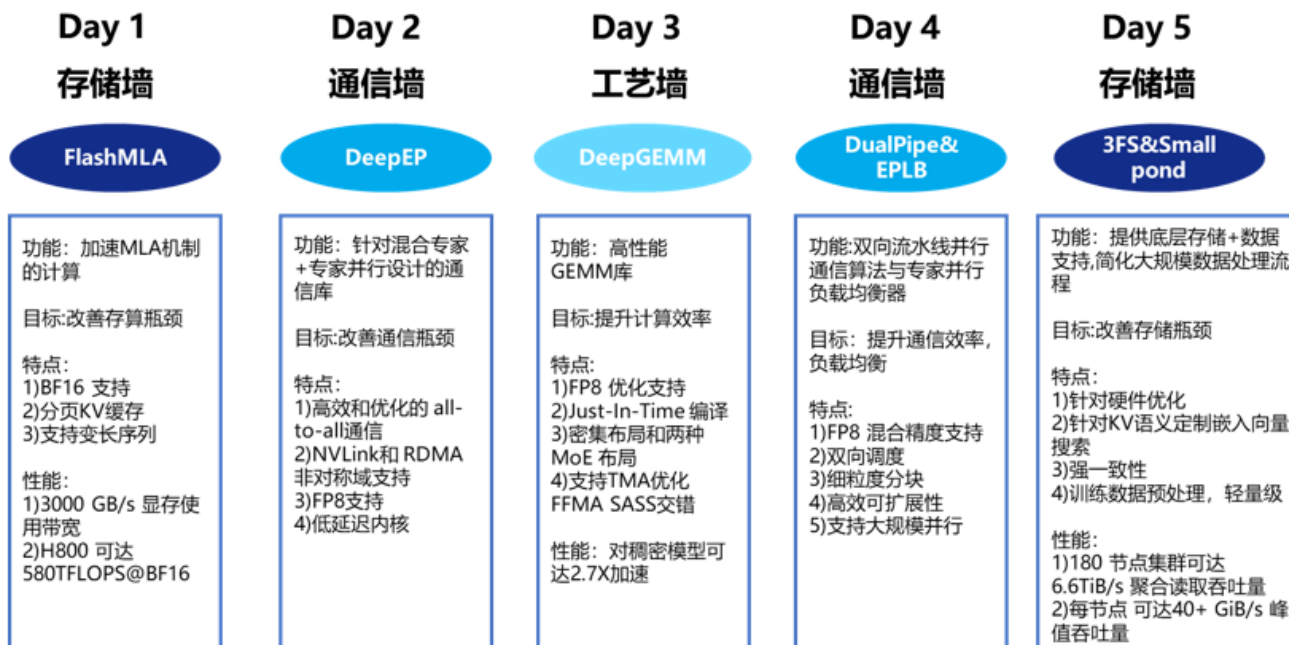 Day 1
存储墙
FlashMLA
功能：加速MLA机制
的计算
目标:改善存算瓶颈
特点：
1)BF16 支持
2)分页KV缓存
3)支持变长序列
性能：
1)3000 GB/s 显存使
用带宽
2)H800 可达
580TFLOPS@BF16
Day 2
通信墙
DeepEP
功能：针对混合专家
+专家并行设计的通
信库
目标:改善通信瓶颈
特点：
1)高效和优化的 all-
to-all通信
2)NVLink和 RDMA
非对称域支持
3)FP8支持
4)低延迟内核
Day 3
工艺墙
DeepGEMM
功能：高性能
GEMM库
目标:提升计算效率
特点:
1)FP8 优化支持
2)Just-In-Time 编译
3)密集布局和两种
MoE 布局
4)支持TMA优化
FFMA SASS交错
性能：对稠密模型可
达2.7X加速
Day 4
通信墙
DualPipe&
EPLB
功能:双向流水线并行
通信算法与专家并行
负载均衡器
目标：提升通信效率，
负载均衡
特点:
1)FP8 混合精度支持
2)双向调度
3)细粒度分块
4)高效可扩展性
5)支持大规模并行
Day 5
存储墙
3FS&Small
pond
功能：提供底层存储+数据
支持,简化大规模数据处理流
程
目标:改善存储瓶颈
特点：
1)针对硬件优化
2)针对KV语义定制嵌入向量
搜索
3)强一致性
4)训练数据预处理，轻量级
性能：
1)180 节点集群可达
6.6TiB/s 聚合读取吞吐量
2)每节点 可达40+ GiB/s 峰
值吞吐量